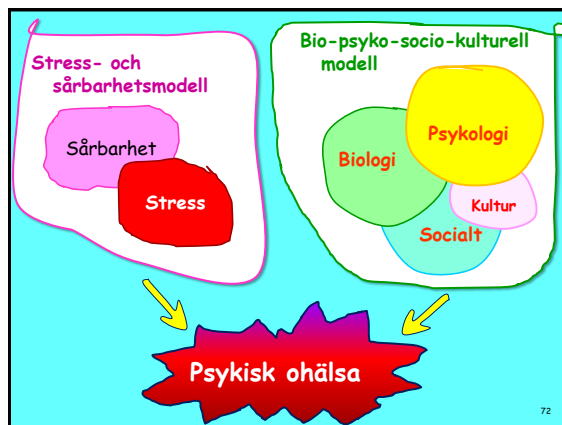 Stress- och
sårbarhetsmodell
Sårbarhet
Stress
Bio-psyko-socio-kulturell
modell
Psykologi
Biologi
Kultur
Socialt
Psykisk ohälsa
72